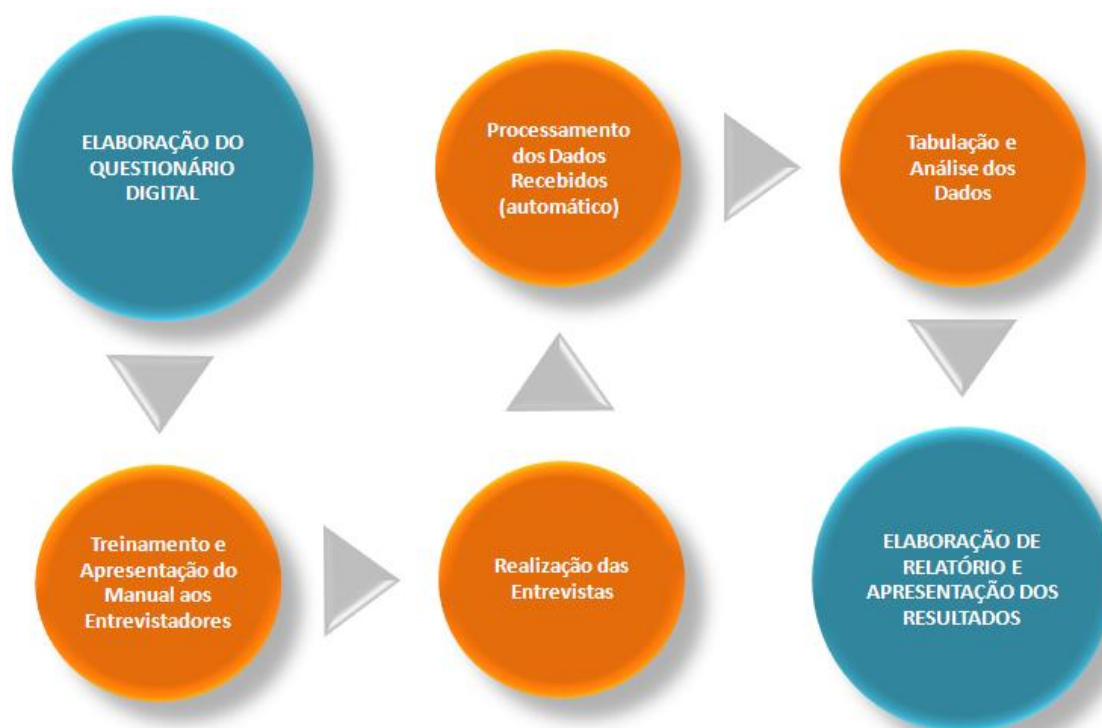 ELABORAÇÃO DO
QUESTIONÁRIO
DIGITAL
Treinamento e
Apresentação do
Manual aos
Entrevistadores
Realização das
Entrevistas
Processamento
dos Dados
Recebidos
(automático)
Tabulação e
Análise dos
Dados
ELABORAÇÃO DE
RELATÓRIO E
APRESENTAÇÃO DOS
RESULTADOS